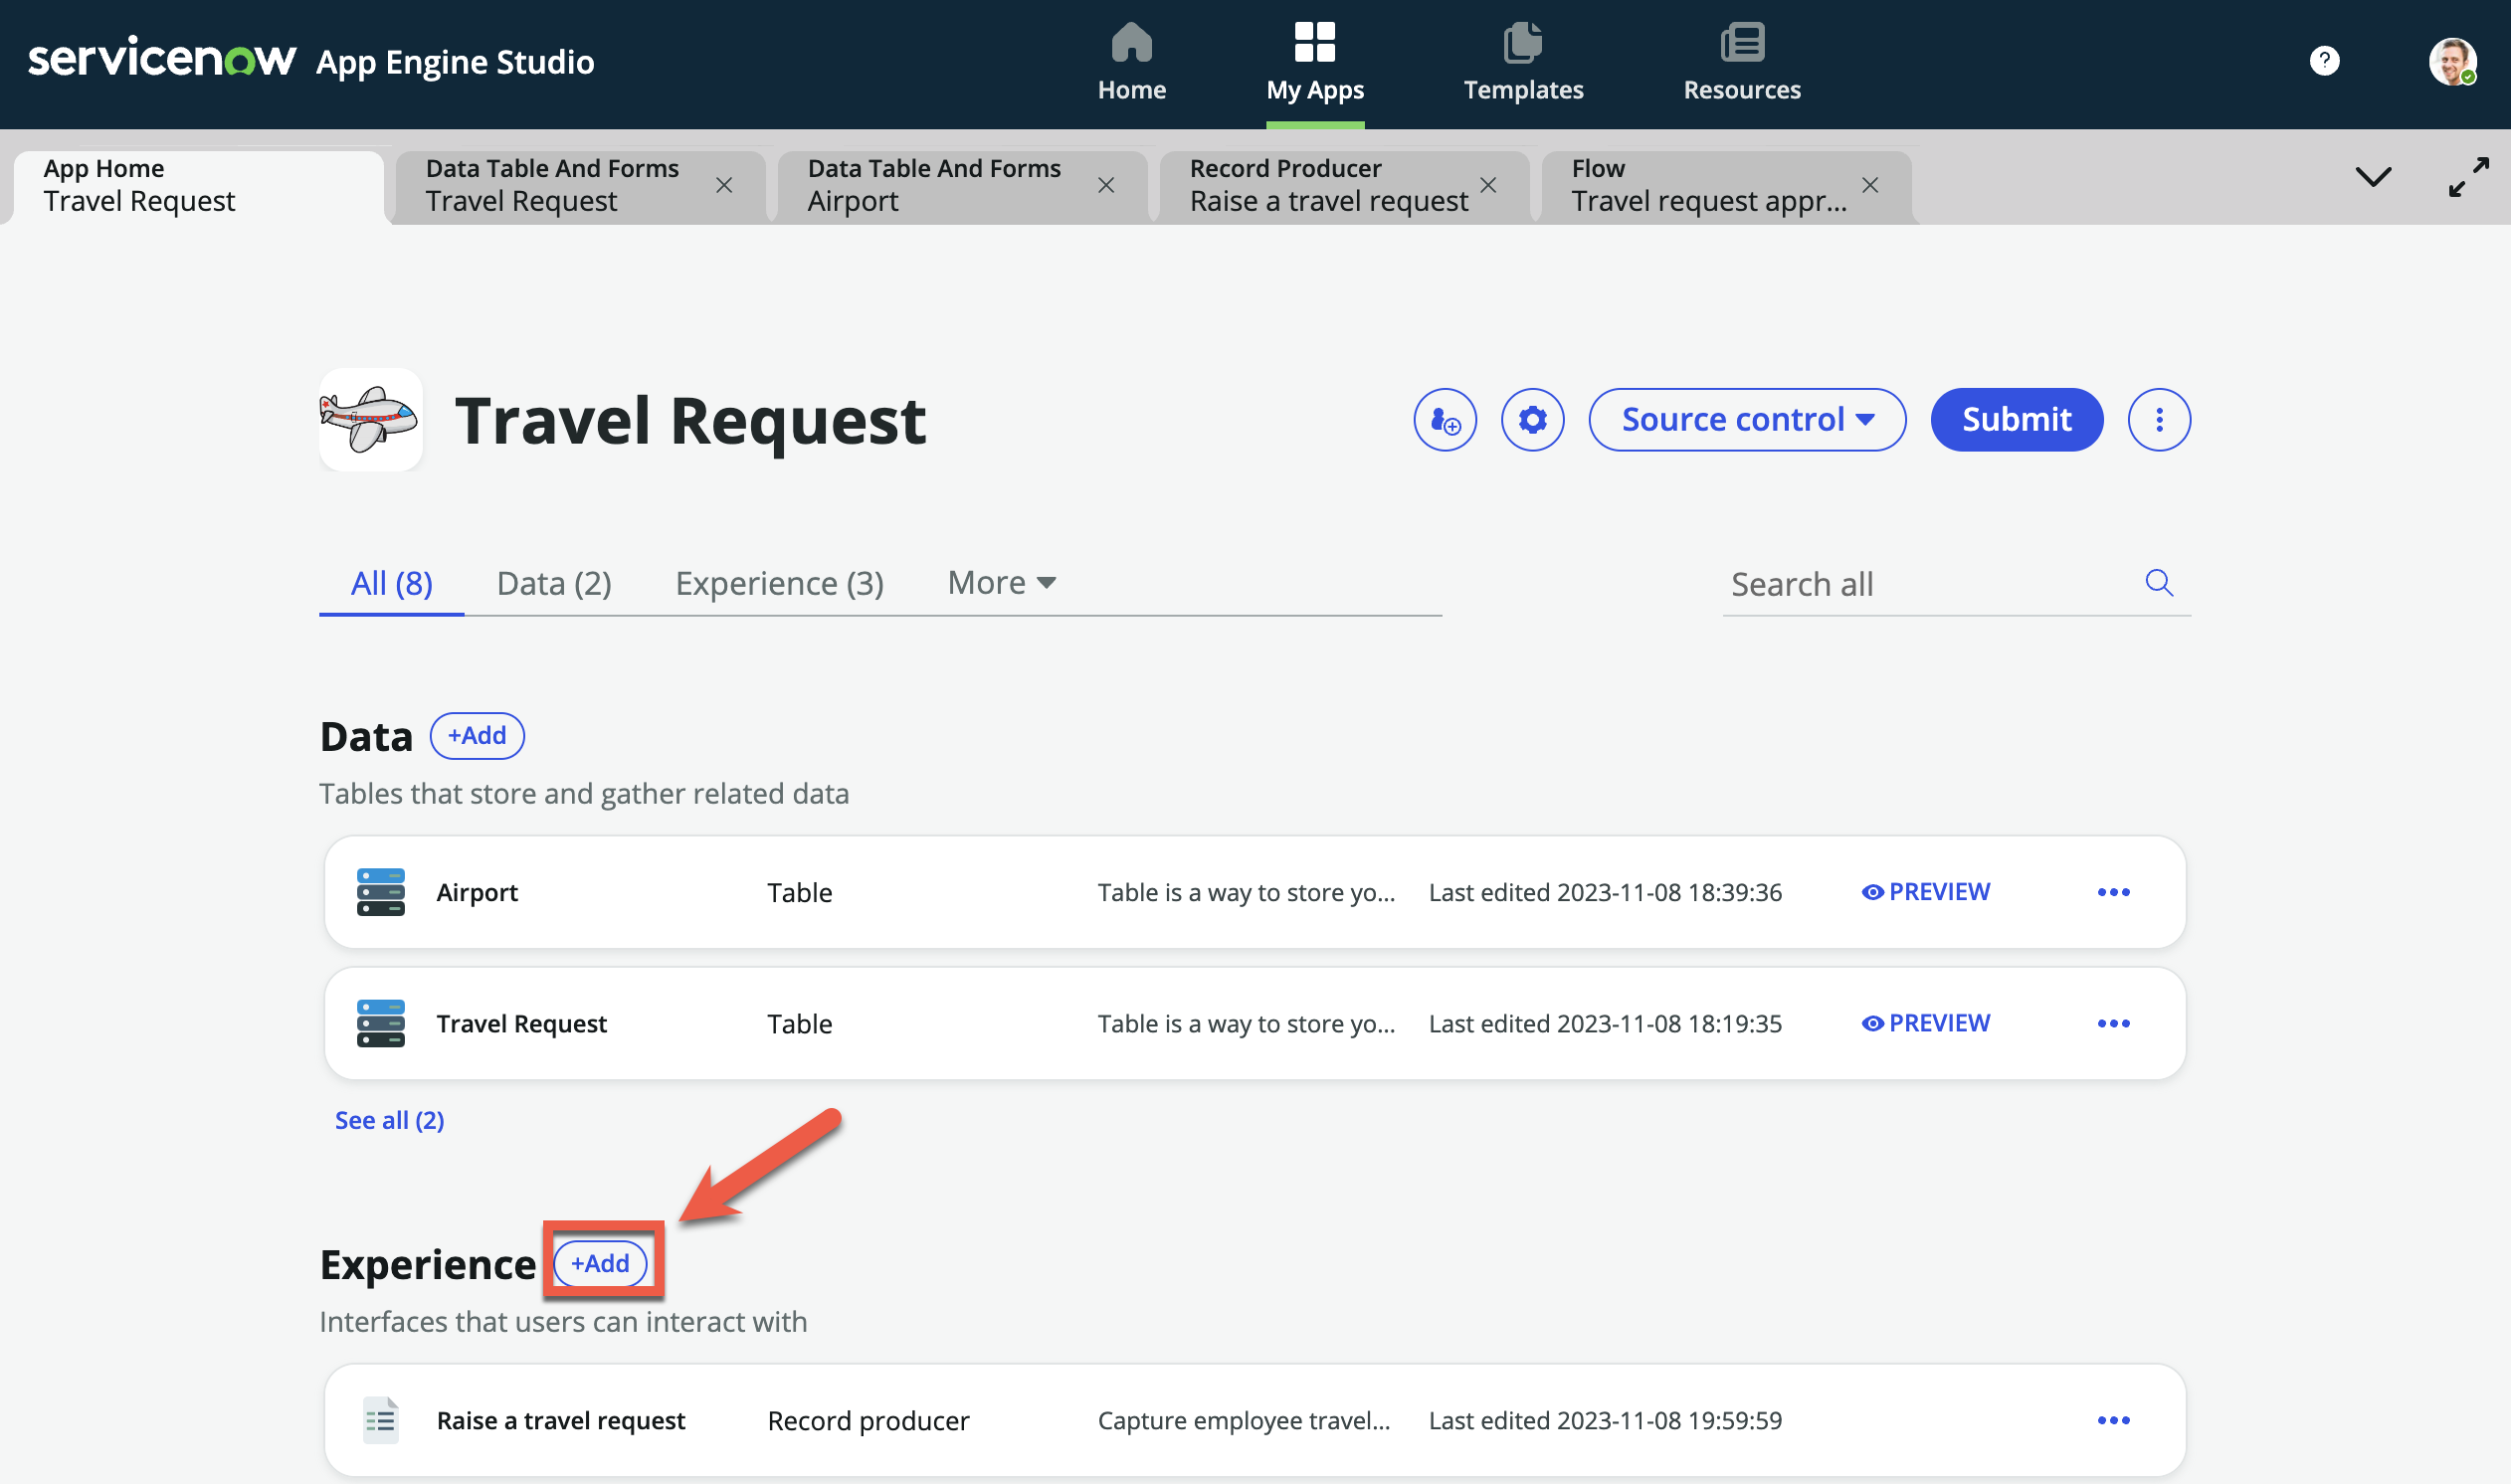 servicenow App Engine Studio
Home
My Apps
Templates
Resources
?
App Home
Travel Request
Data Table And Forms
Travel Request
Data Table And Forms
Airport
Record Producer
Raise a travel request
Flow
Travel request appr...
Travel Request
Source control
Submit
All (8)
Data (2)
Experience (3)
More
Search all
Data
+Add
Tables that store and gather related data
Airport
Table
Table is a way to store yo...
Last edited 2023-11-08 18:39:36
PREVIEW
Travel Request
Table
Table is a way to store yo...
Last edited 2023-11-08 18:19:35
PREVIEW
See all (2)
Experience
+Add
Interfaces that users can interact with
Raise a travel request
Record producer
Capture employee travel...
Last edited 2023-11-08 19:59:59